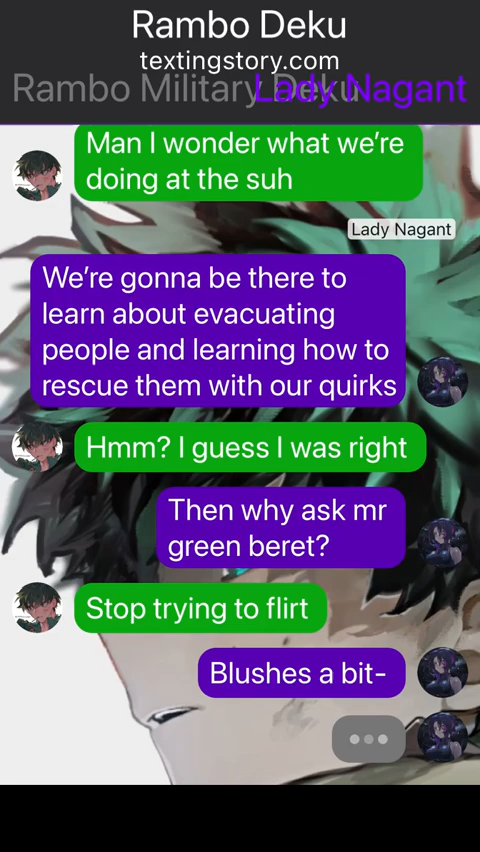 Rambo Deku
textingstory.com
Rambo Military Deku
Lady Nagant
Man I wonder what we’re
doing at the suh
Lady Nagant
We’re gonna be there to
learn about evacuating
people and learning how to
rescue them with our quirks
Hmm? I guess I was right
Then why ask mr
green beret?
Stop trying to flirt
Blushes a bit-